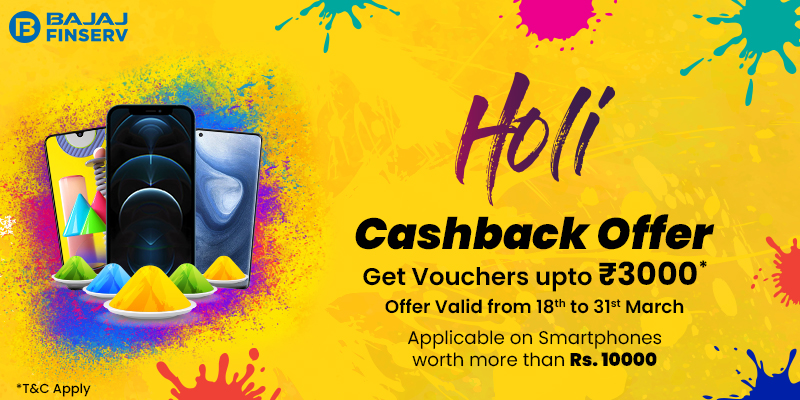 BAJAJ
FINSERV
Holi
Cashback Offer
Get Vouchers upto ₹3000*
Offer Valid from 18th to 31st March
Applicable on Smartphones
worth more than Rs. 10000
*T&C Apply